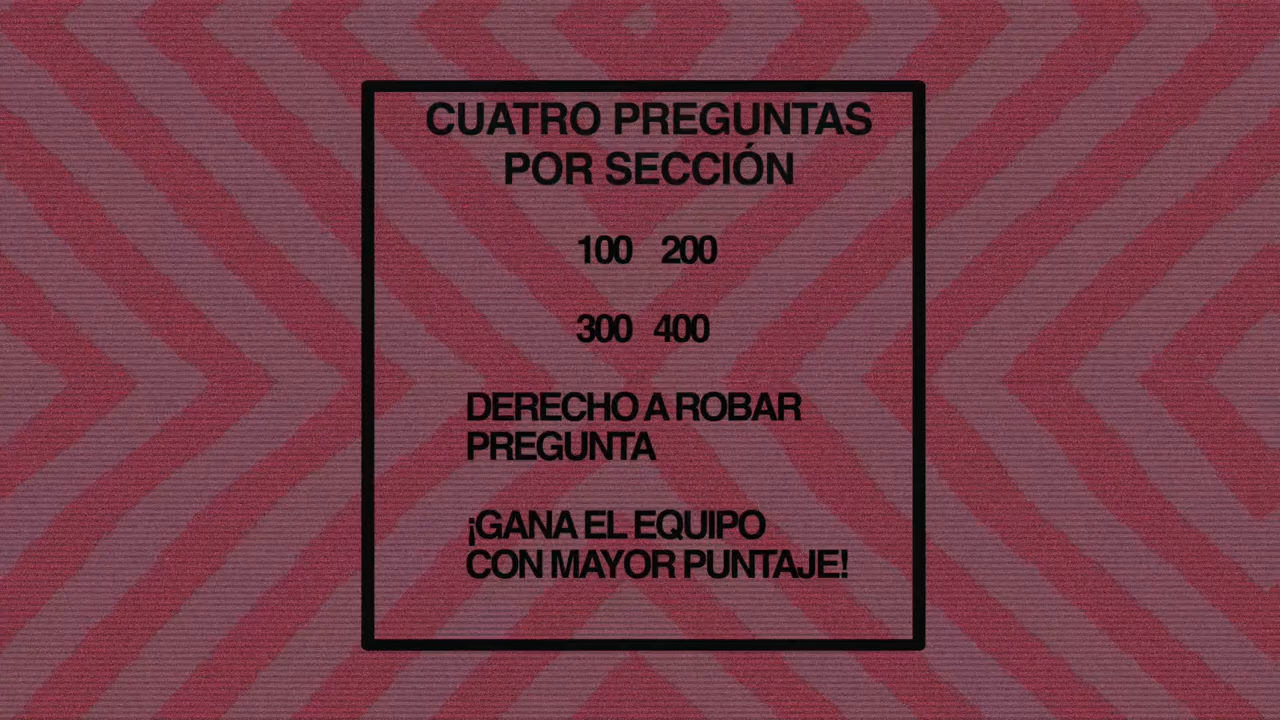 CUATRO PREGUNTAS
POR SECCIÓN
100 200
300 400
DERECHO A ROBAR
PREGUNTA
¡GANA EL EQUIPO
CON MAYOR PUNTAJE!